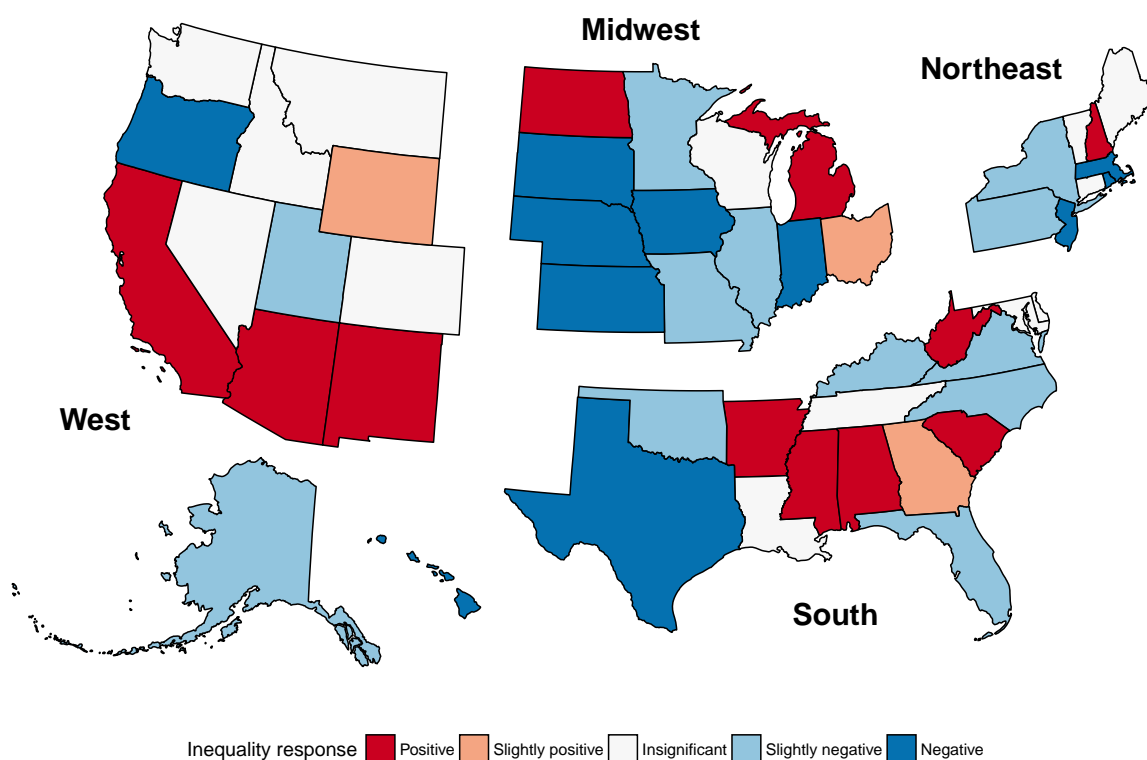 Midwest
Northeast
West
South
Inequality response Positive Slightly positive Insignificant Slightly negative Negative